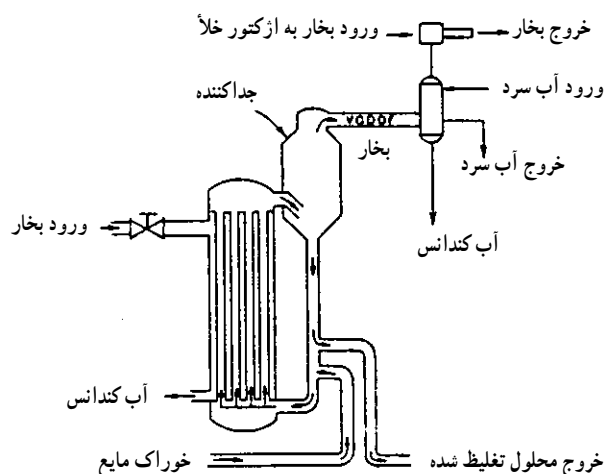 خروج بخار
ورود بخار به اژکتور خلأ
ورود آب سرد
جداکننده
VAPOR
بخار
خروج آب سرد
آب کندانس
ورود بخار
آب کندانس
خوراک مایع
خروج محلول تغلیظ شده